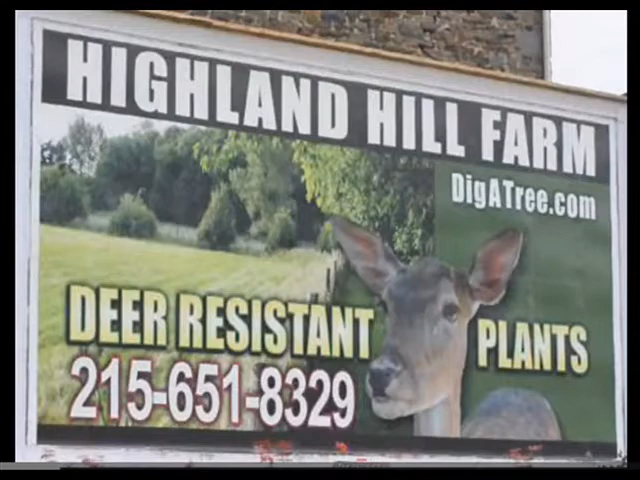 HIGHLAND HILL FARM
DigATree.com
DEER RESISTANT PLANTS
215-651-8329